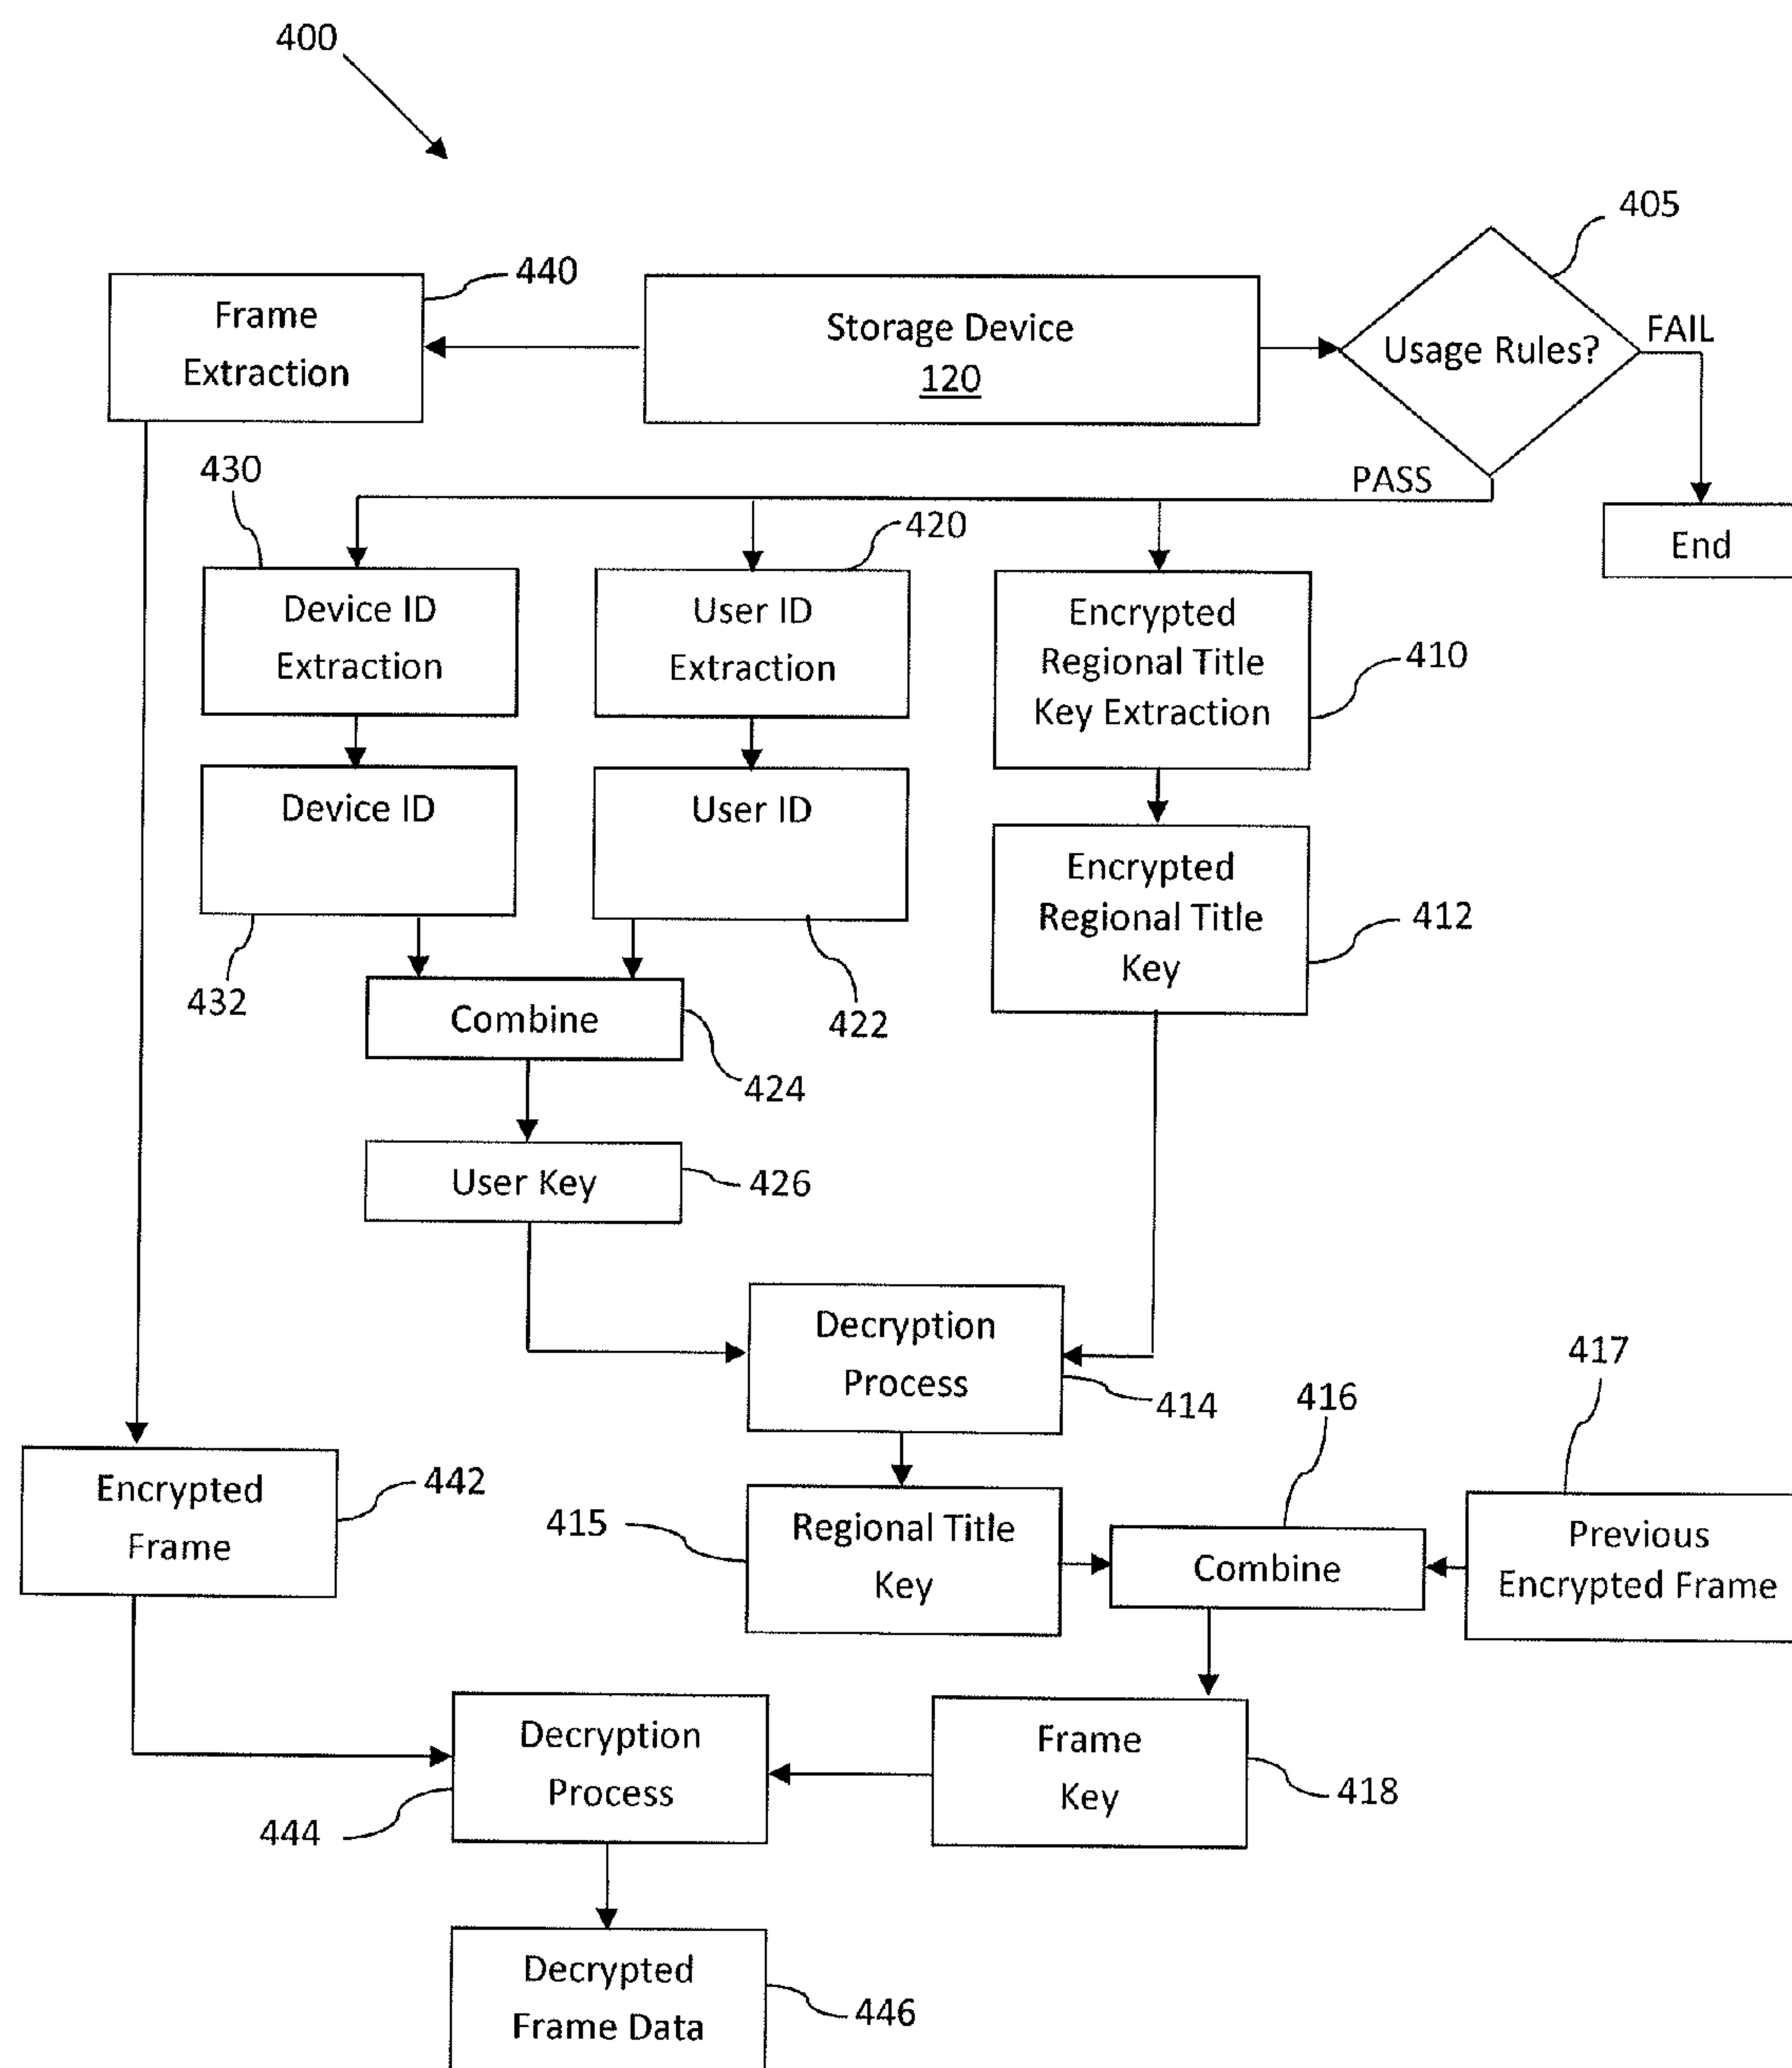 400
405
440
Frame
Extraction
Storage Device
120
Usage Rules?
FAIL
PASS
End
430
420
Device ID
Extraction
User ID
Extraction
Encrypted
Regional Title
Key Extraction
410
Device ID
User ID
Encrypted
Regional Title
Key
412
432
422
Combine
424
User Key
426
Decryption
Process
414
417
416
Encrypted
Frame
442
415
Regional Title
Key
Combine
Previous
Encrypted Frame
Decryption
Process
444
Frame
Key
418
Decrypted
Frame Data
446